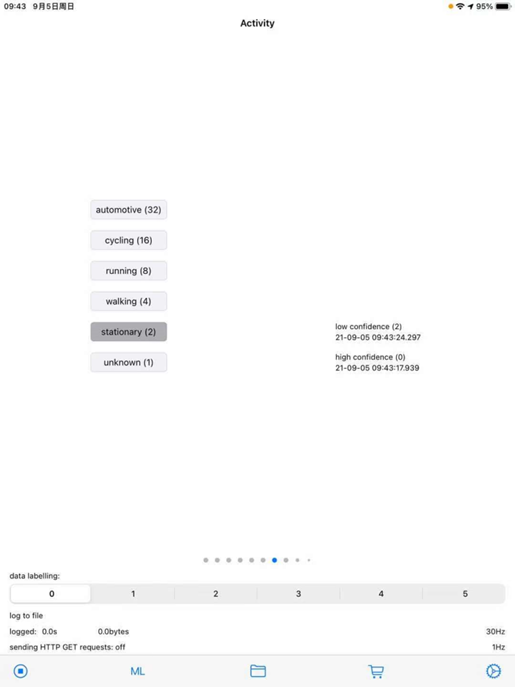 09:43 9月5日周日
95%
Activity
automotive (32)
cycling (16)
running (8)
walking (4)
stationary (2)
low confidence (2)
21-09-05 09:43:24.297
unknown (1)
high confidence (0)
21-09-05 09:43:17.939
data labelling:
0 1 2 3 4 5
log to file
logged: 0.0s 0.0bytes 30Hz
sending HTTP GET requests: off 1Hz
ML